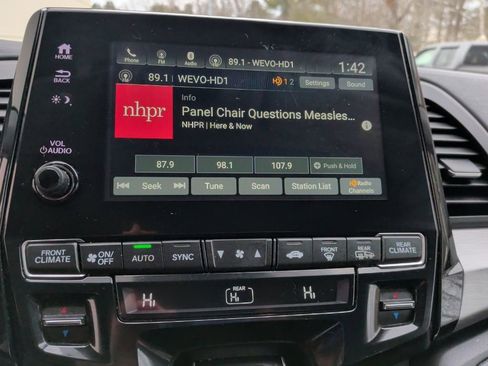 HOME
BACK
VOL
AUDIO
Phone FM Audio 89.1 - WEVO-HD1 1:42
89.1 | WEVO-HD1 HD 1 2 Settings Sound
nhpr
Info
Panel Chair Questions Measles...
NHPR | Here & Now
87.9 98.1 107.9 + Push & Hold
Seek Tune Scan Station List HD Radio Channels
FRONT CLIMATE ON/OFF AUTO SYNC FRONT REAR REAR CLIMATE
Hi REAR Hi Hi